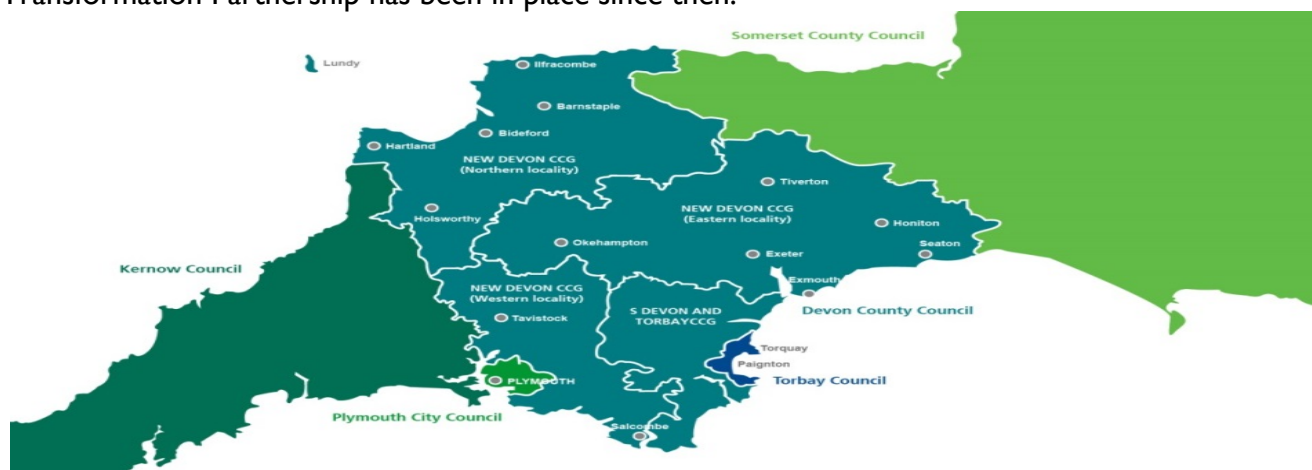 Transformation Partnership has been in place since then.
Somerset County Council
Lundy
Ilfracombe
Barnstaple
Bideford
Hartland
NEW DEVON CCG
(Northern locality)
Tiverton
NEW DEVON CCG
(Eastern locality)
Holsworthy
Honiton
Seaton
Okehampton
Exeter
Kernow Council
Exmouth
NEW DEVON CCG
(Western locality)
S DEVON AND
TORBAYCCG
Devon County Council
Tavistock
Torquay
Paignton
Torbay Council
PLYMOUTH
Plymouth City Council
Salcombe